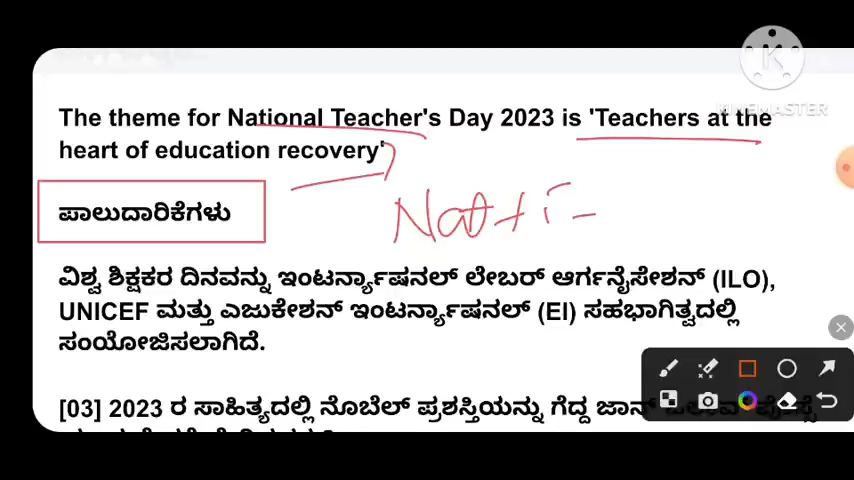 K
KINEMASTER
The theme for National Teacher's Day 2023 is 'Teachers at the
heart of education recovery'
ಪಾಲುದಾರಿಕೆಗಳು
ವಿಶ್ವ ಶಿಕ್ಷಕರ ದಿನವನ್ನು ಇಂಟರ್ನ್ಯಾಷನಲ್ ಲೇಬರ್ ಆರ್ಗನೈಸೇಶನ್ (ILO),
UNICEF ಮತ್ತು ಎಜುಕೇಶನ್ ಇಂಟರ್ನ್ಯಾಷನಲ್ (EI) ಸಹಭಾಗಿತ್ವದಲ್ಲಿ
ಸಂಯೋಜಿಸಲಾಗಿದೆ.
[03] 2023 ರ ಸಾಹಿತ್ಯದಲ್ಲಿ ನೊಬೆಲ್ ಪ್ರಶಸ್ತಿಯನ್ನು ಗೆದ್ದ ಜಾನ್